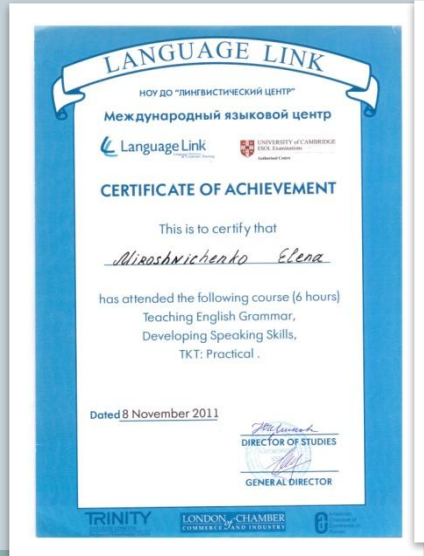 LANGUAGE LINK
НОУ ДО "ЛИНГВИСТИЧЕСКИЙ ЦЕНТР"
Международный языковой центр
Language Link
UNIVERSITY of CAMBRIDGE
ESOL Examinations
Authorised Centre
CERTIFICATE OF ACHIEVEMENT
This is to certify that
Miroshnichenko Elena
has attended the following course (6 hours)
Teaching English Grammar,
Developing Speaking Skills,
TKT: Practical .
Dated 8 November 2011
DIRECTOR OF STUDIES
GENERAL DIRECTOR
TRINITY
LONDON CHAMBER
COMMERCE AND INDUSTRY